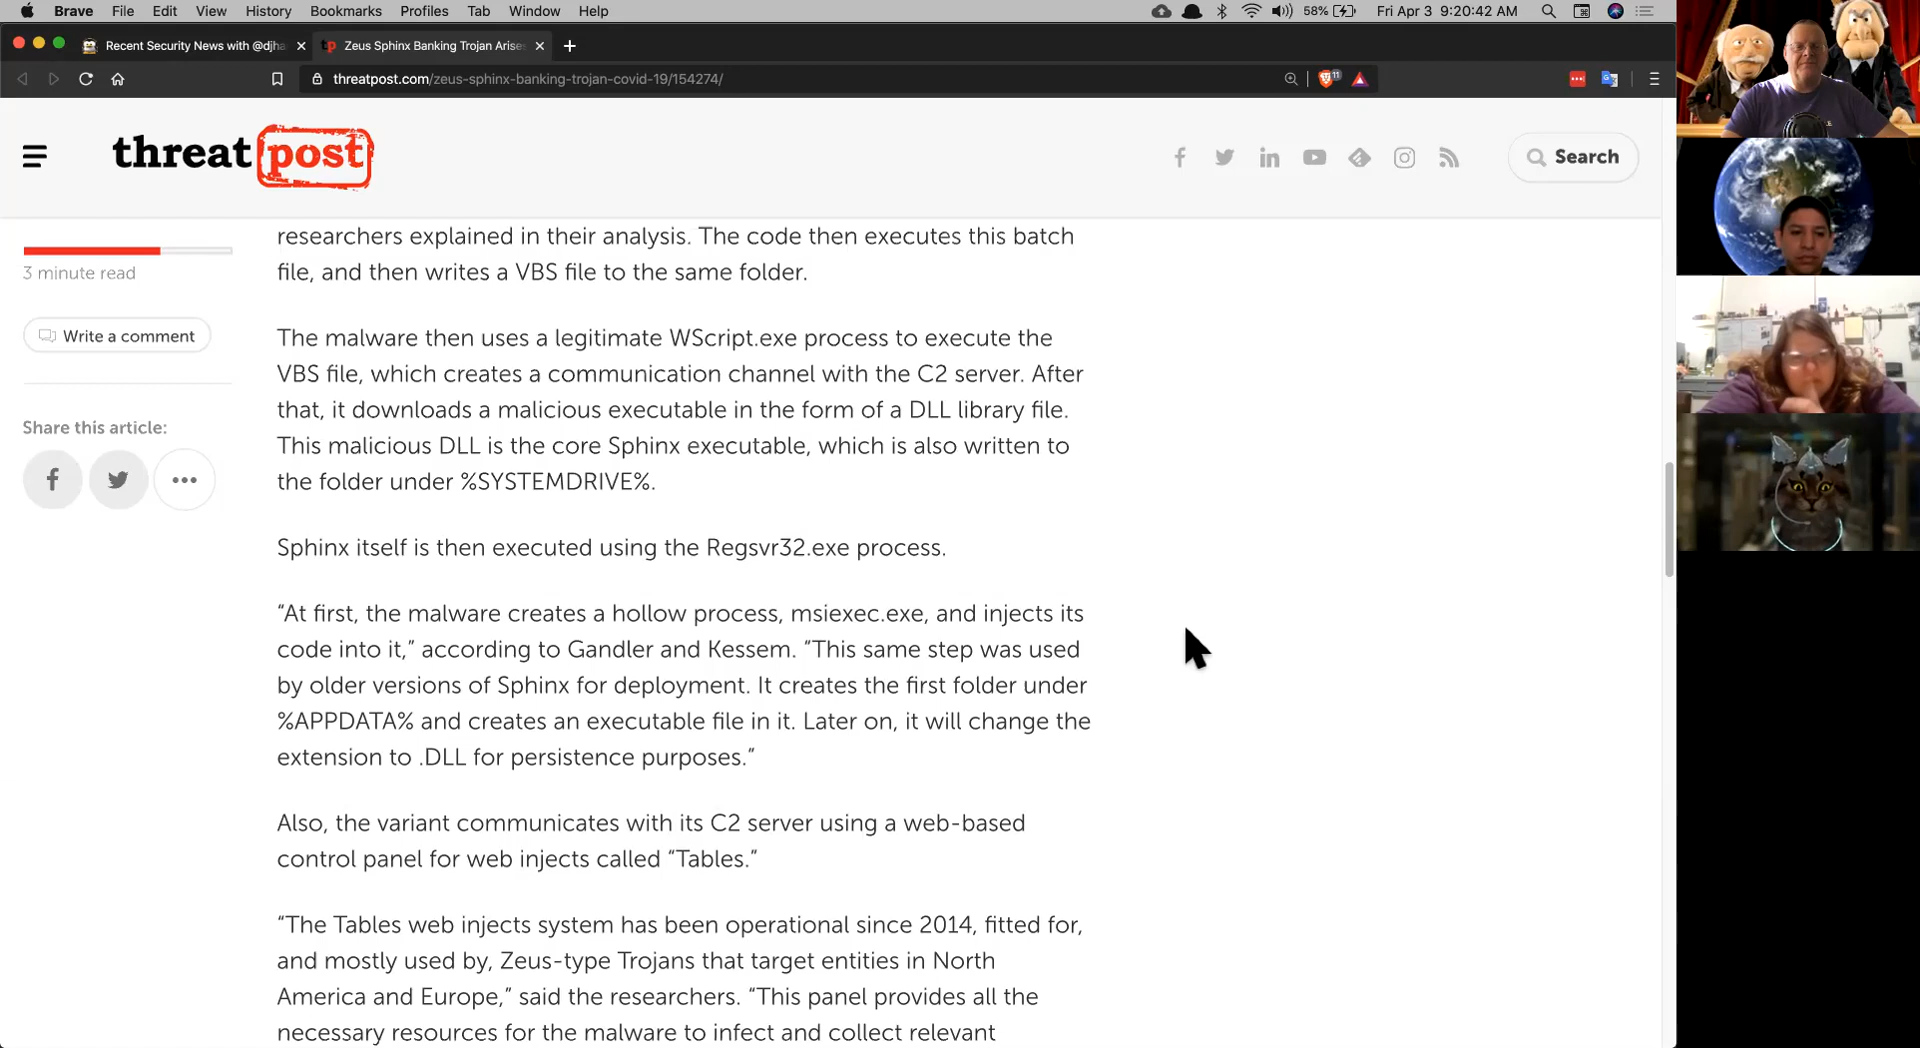 Brave File Edit View History Bookmarks Profiles Tab Window Help 58% Fri Apr 3 9:20:42 AM
Recent Security News with @djha
Zeus Sphinx Banking Trojan Arise
threatpost.com/zeus-sphinx-banking-trojan-covid-19/154274/
11
threatpost
Search
3 minute read
Write a comment
Share this article:
researchers explained in their analysis. The code then executes this batch
file, and then writes a VBS file to the same folder.
The malware then uses a legitimate WScript.exe process to execute the
VBS file, which creates a communication channel with the C2 server. After
that, it downloads a malicious executable in the form of a DLL library file.
This malicious DLL is the core Sphinx executable, which is also written to
the folder under %SYSTEMDRIVE%.
Sphinx itself is then executed using the Regsvr32.exe process.
“At first, the malware creates a hollow process, msiexec.exe, and injects its
code into it,” according to Gandler and Kessem. “This same step was used
by older versions of Sphinx for deployment. It creates the first folder under
%APPDATA% and creates an executable file in it. Later on, it will change the
extension to .DLL for persistence purposes.”
Also, the variant communicates with its C2 server using a web-based
control panel for web injects called “Tables.”
“The Tables web injects system has been operational since 2014, fitted for,
and mostly used by, Zeus-type Trojans that target entities in North
America and Europe,” said the researchers. “This panel provides all the
necessary resources for the malware to infect and collect relevant